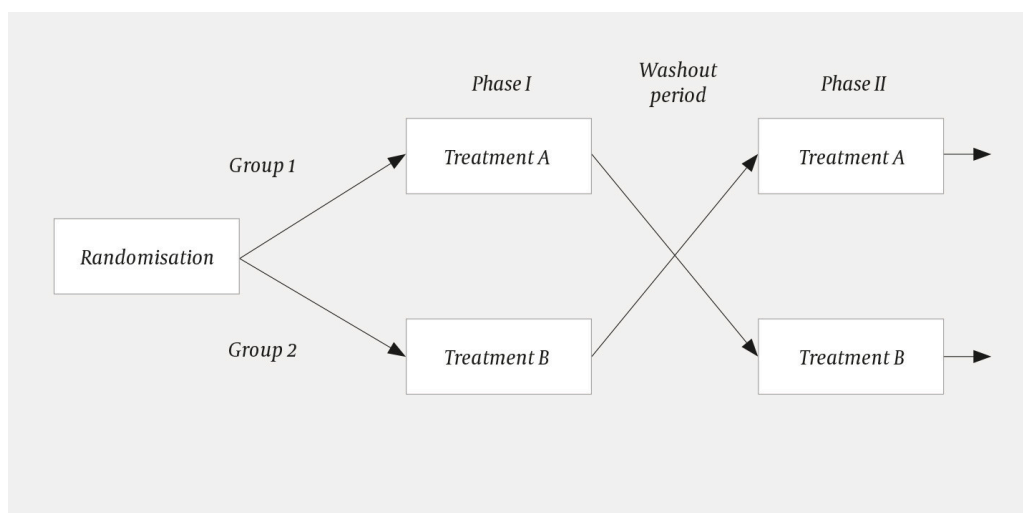 Phase I
Washout
period
Phase II
Group 1
Treatment A
Treatment A
Randomisation
Group 2
Treatment B
Treatment B